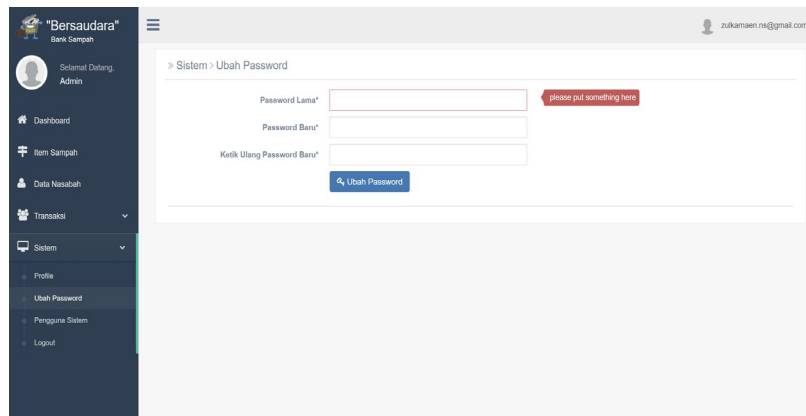 "Bersaudara"
Bank Sampah
zulkarnaen.ns@gmail.com
Selamat Datang,
Admin
Dashboard
Item Sampah
Data Nasabah
Transaksi
Sistem
Profile
Ubah Password
Pengguna Sistem
Logout
» Sistem > Ubah Password
Password Lama*
please put something here
Password Baru*
Ketik Ulang Password Baru*
Ubah Password